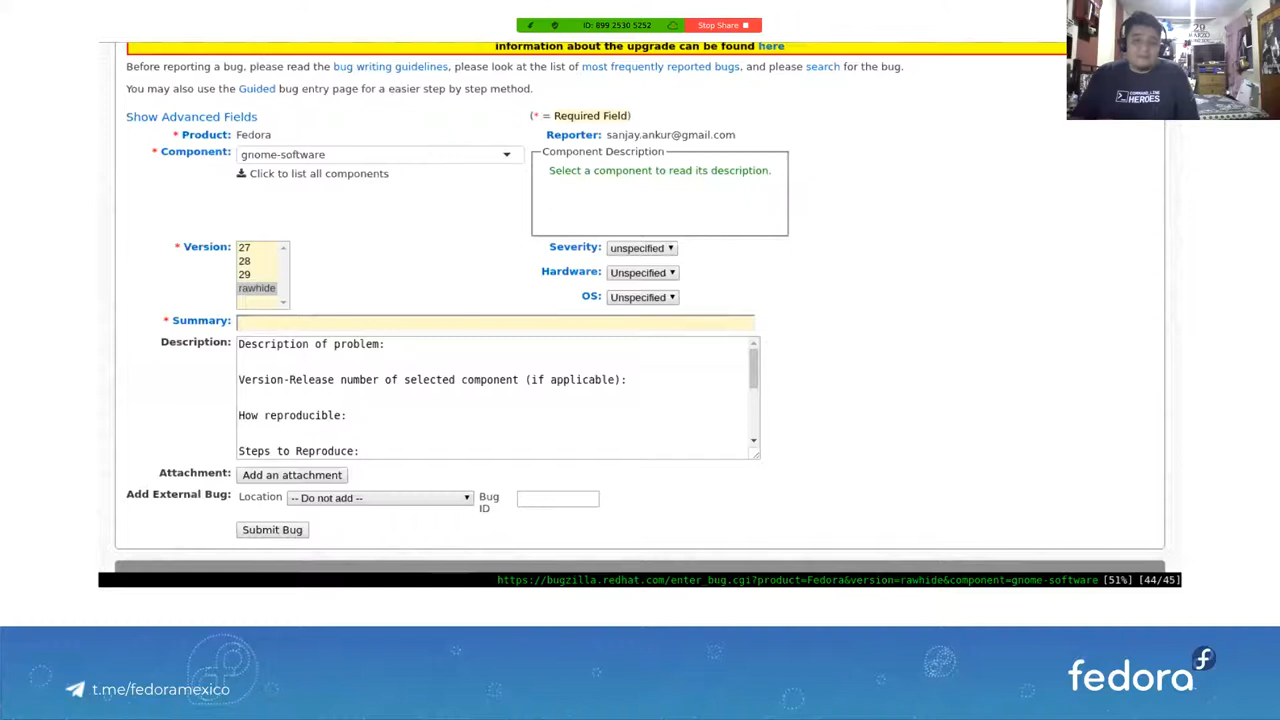 ID: 899 2530 5252
Stop Share
information about the upgrade can be found here
Before reporting a bug, please read the bug writing guidelines, please look at the list of most frequently reported bugs, and please search for the bug.
You may also use the Guided bug entry page for a easier step by step method.
Show Advanced Fields
(* = Required Field)
* Product: Fedora
Reporter: sanjay.ankur@gmail.com
* Component: gnome-software
Click to list all components
Component Description
Select a component to read its description.
* Version:
27
28
29
rawhide
Severity: unspecified
Hardware: Unspecified
OS: Unspecified
* Summary:
Description:
Description of problem:
Version-Release number of selected component (if applicable):
How reproducible:
Steps to Reproduce:
Attachment: Add an attachment
Add External Bug: Location -- Do not add -- Bug ID
Submit Bug
https://bugzilla.redhat.com/enter_bug.cgi?product=Fedora&version=rawhide&component=gnome-software [51%] [44/45]
COMMAND LINE
HEROES
29
MARZO
t.me/fedoramexico
fedora